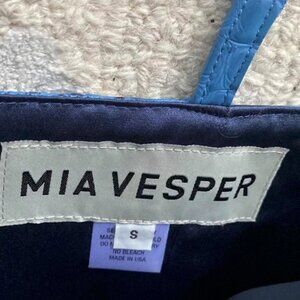 MIA VESPER
S
NO BLEACH
MADE IN USA